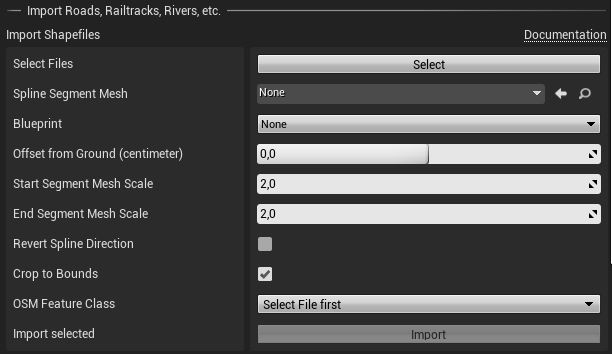 Import Roads, Railtracks, Rivers, etc.
Import Shapefiles Documentation
Select Files Select
Spline Segment Mesh None
Blueprint None
Offset from Ground (centimeter) 0,0
Start Segment Mesh Scale 2,0
End Segment Mesh Scale 2,0
Revert Spline Direction
Crop to Bounds
OSM Feature Class Select File first
Import selected Import